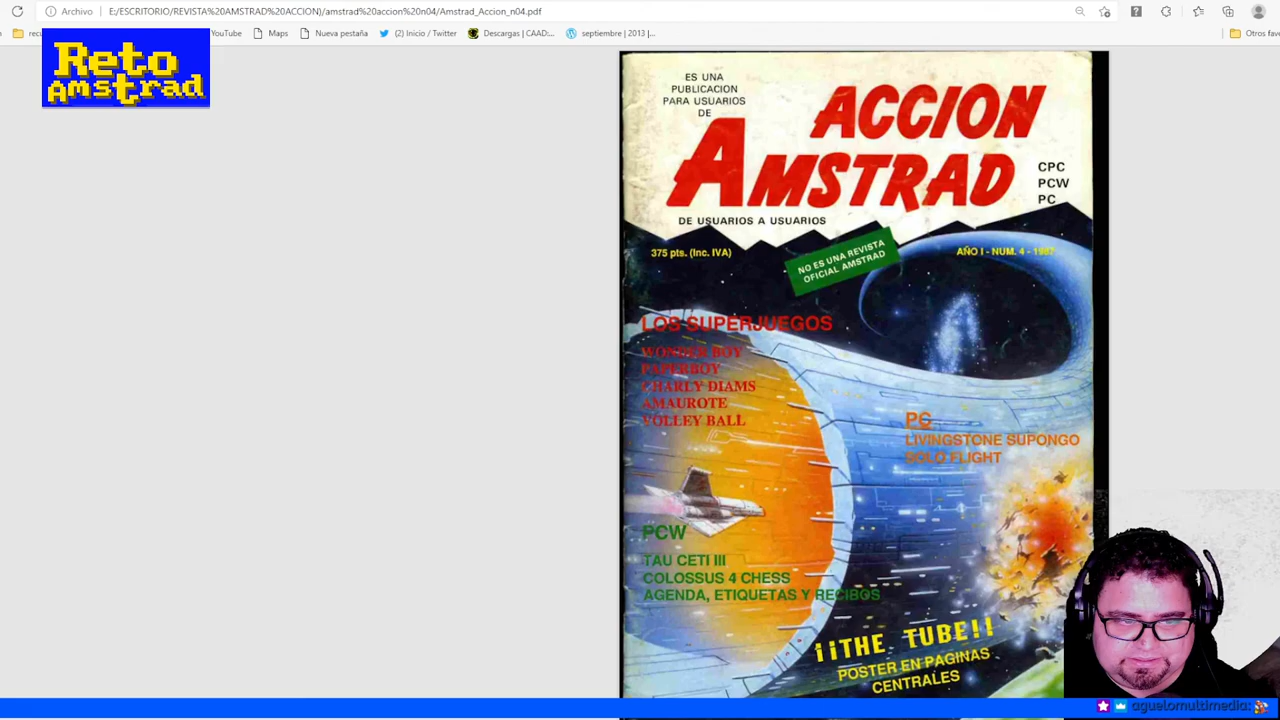 Archivo
E:/ESCRITORIO/REVISTA%20AMSTRAD%20ACCION)/amstrad%20accion%20n04/Amstrad_Accion_n04.pdf
YouTube
Maps
Nueva pestaña
(2) Inicio / Twitter
Descargas | CAAD:...
septiembre | 2013 |...
Otros fav
Reto
Amstrad
ES UNA
PUBLICACION
PARA USUARIOS
DE
ACCION
AMSTRAD
CPC
PCW
PC
DE USUARIOS A USUARIOS
375 pts. (Inc. IVA)
NO ES UNA REVISTA
OFICIAL AMSTRAD
AÑO I - NUM. 4 - 1987
LOS SUPERJUEGOS
WONDER BOY
PAPERBOY
CHARLY DIAMS
AMAUROTE
VOLLEY BALL
PC
LIVINGSTONE SUPONGO
SOLO FLIGHT
PCW
TAU CETI III
COLOSSUS 4 CHESS
AGENDA, ETIQUETAS Y RECIBOS
¡¡THE TUBE!!
POSTER EN PAGINAS
CENTRALES
aguelomultimedia: